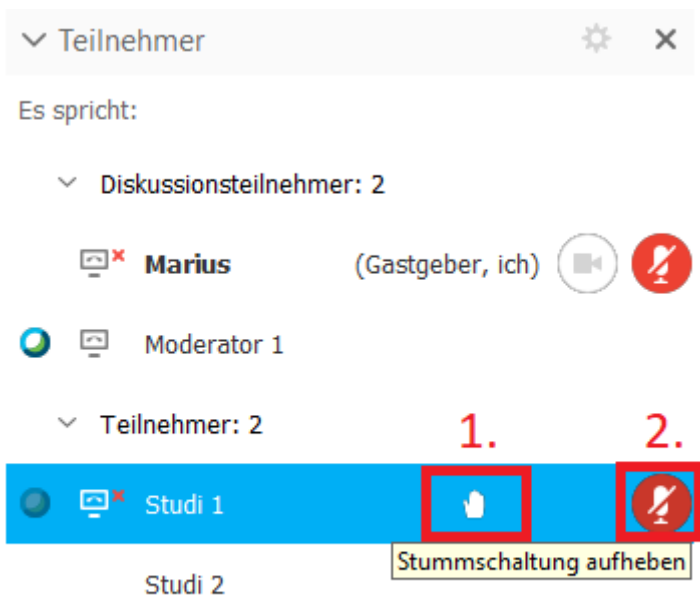 Teilnehmer
Es spricht:
Diskussionsteilnehmer: 2
Marius (Gastgeber, ich)
Moderator 1
Teilnehmer: 2 1. 2.
Studi 1
Stummschaltung aufheben
Studi 2